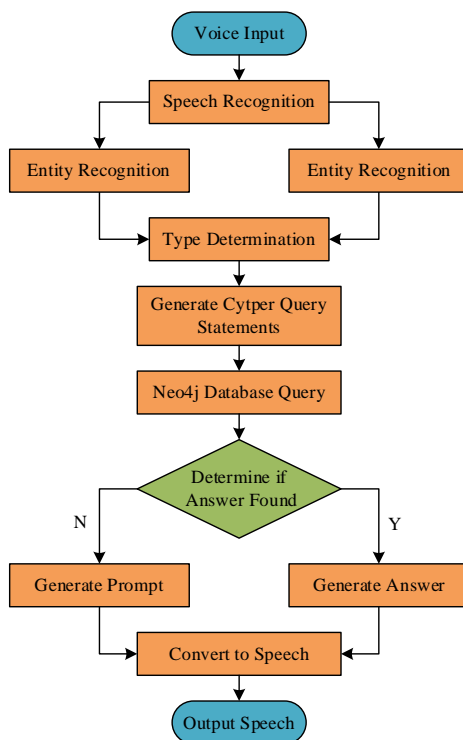 Voice Input
Speech Recognition
Entity Recognition
Entity Recognition
Type Determination
Generate Cytper Query
Statements
Neo4j Database Query
Determine if
Answer Found
N
Y
Generate Prompt
Generate Answer
Convert to Speech
Output Speech